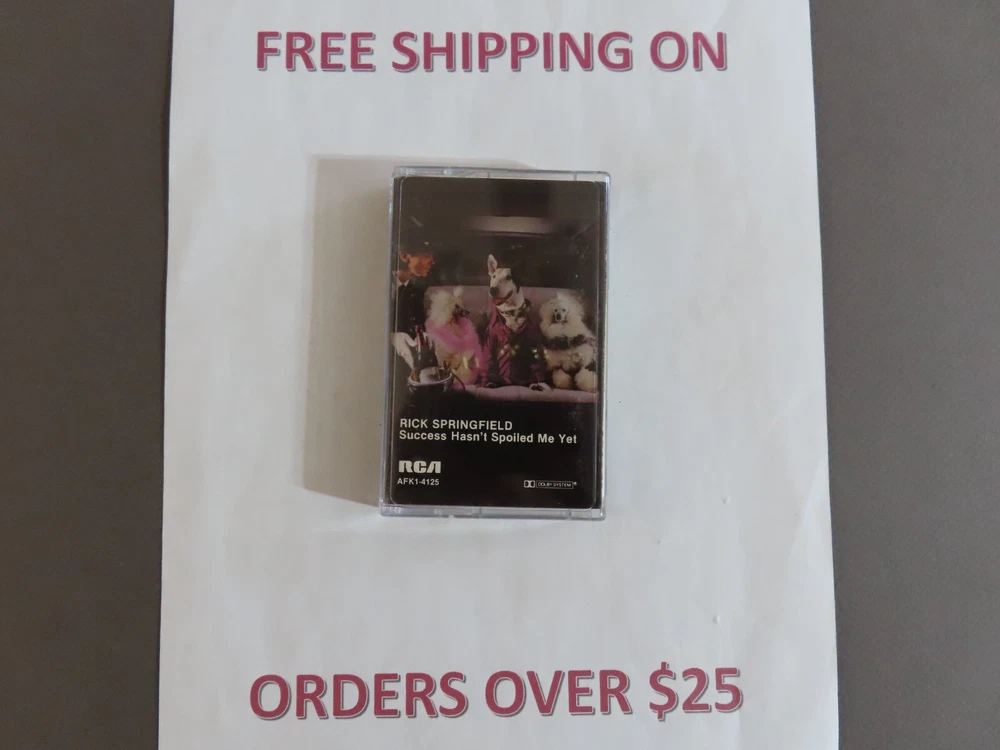 FREE SHIPPING ON
RICK SPRINGFIELD
Success Hasn't Spoiled Me Yet
RCA
AFK1-4125
DOLBY SYSTEM
ORDERS OVER $25